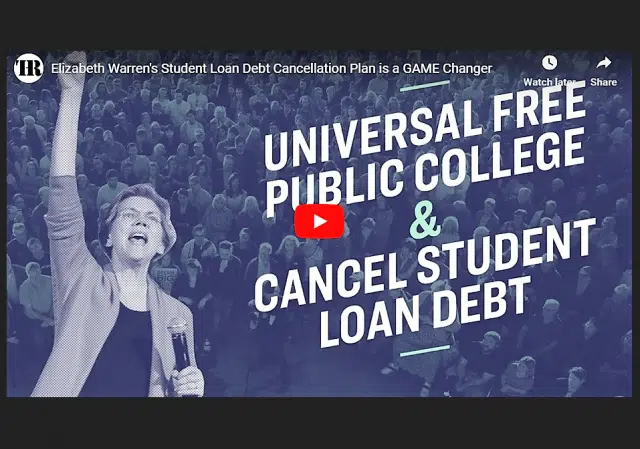 THR
Elizabeth Warren's Student Loan Debt Cancellation Plan is a GAME Changer
Watch later
Share
UNIVERSAL FREE
PUBLIC COLLEGE
&
CANCEL STUDENT
LOAN DEBT